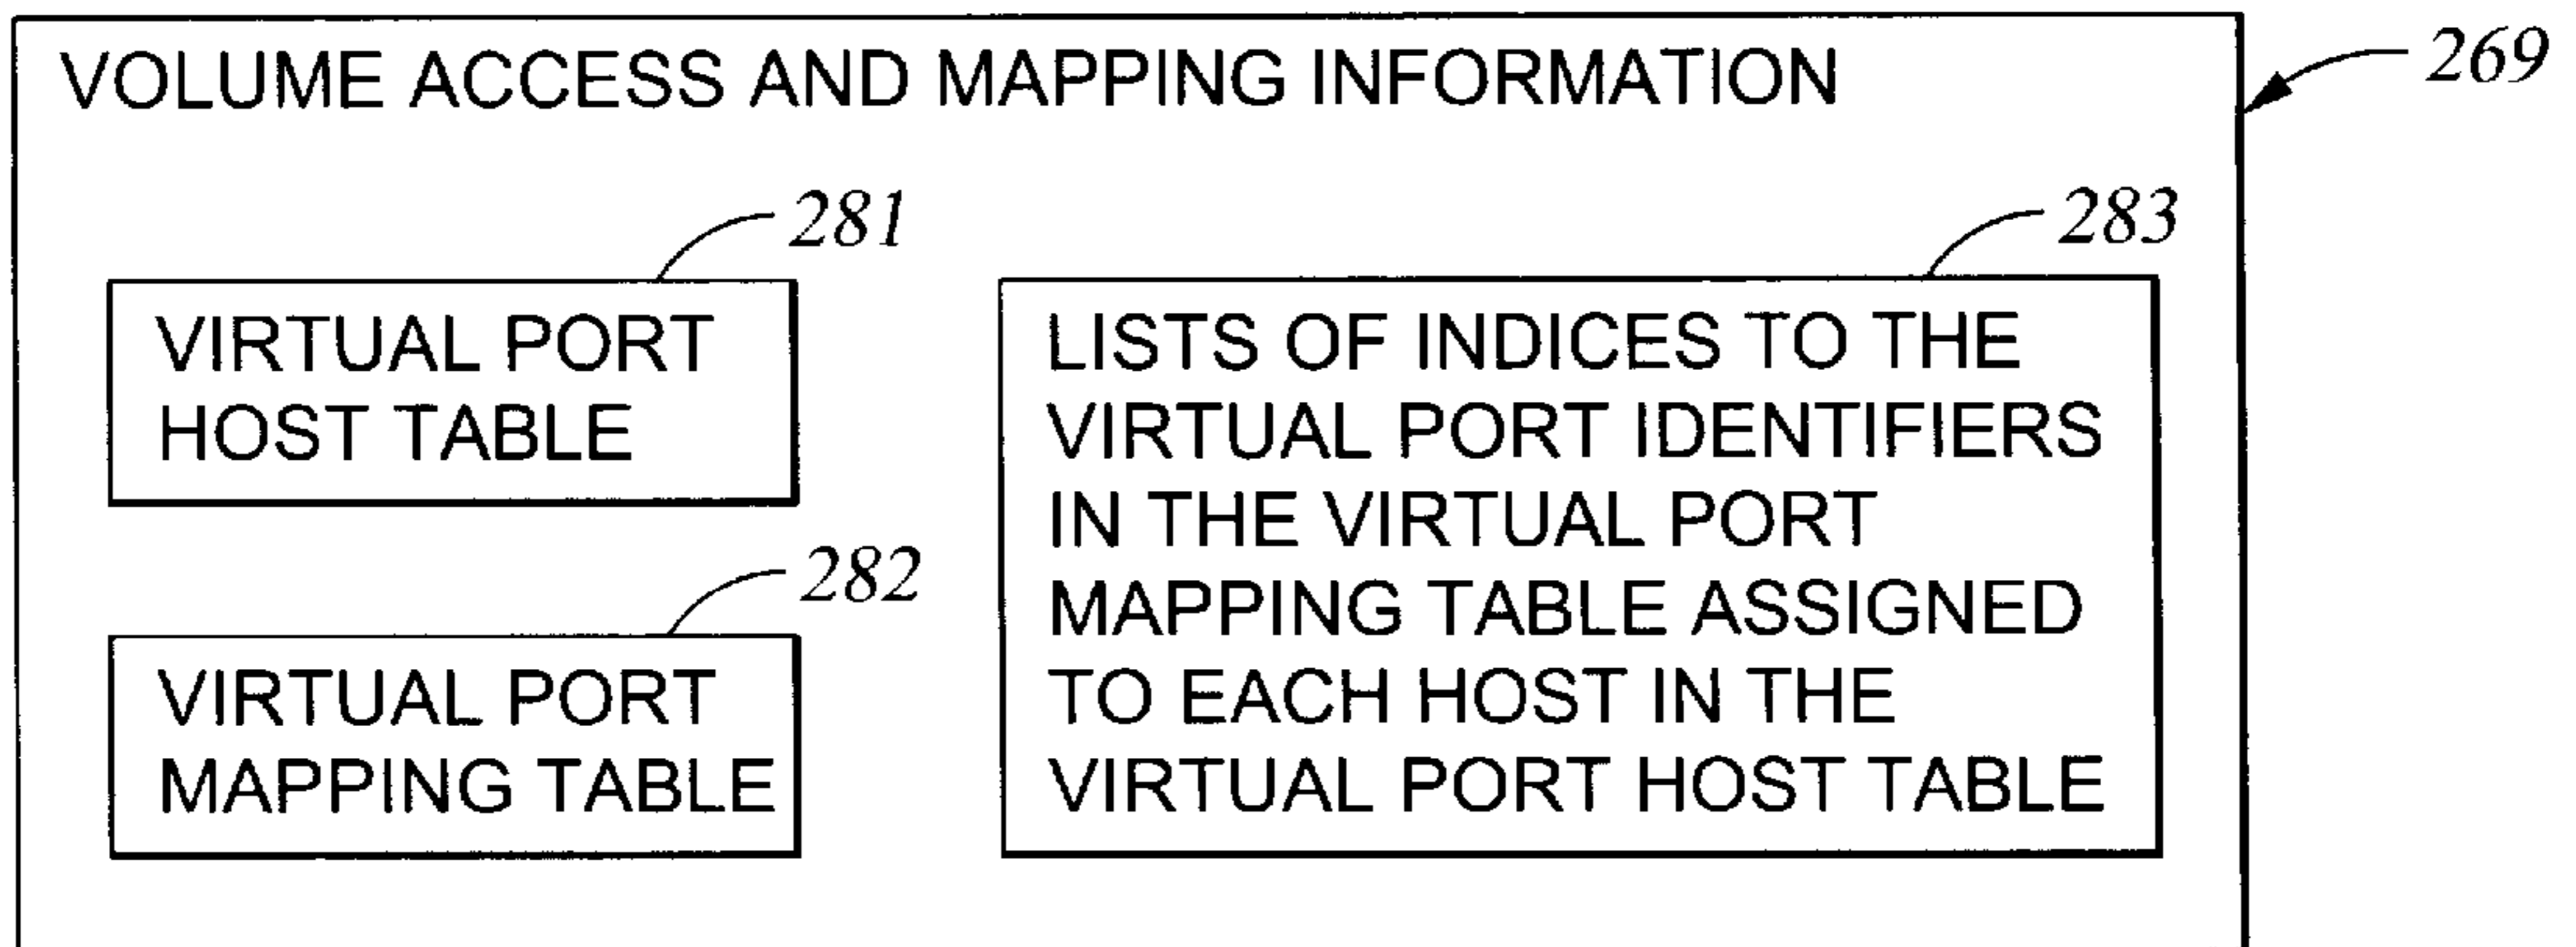 VOLUME ACCESS AND MAPPING INFORMATION
269
281
VIRTUAL PORT
HOST TABLE
282
VIRTUAL PORT
MAPPING TABLE
283
LISTS OF INDICES TO THE
VIRTUAL PORT IDENTIFIERS
IN THE VIRTUAL PORT
MAPPING TABLE ASSIGNED
TO EACH HOST IN THE
VIRTUAL PORT HOST TABLE